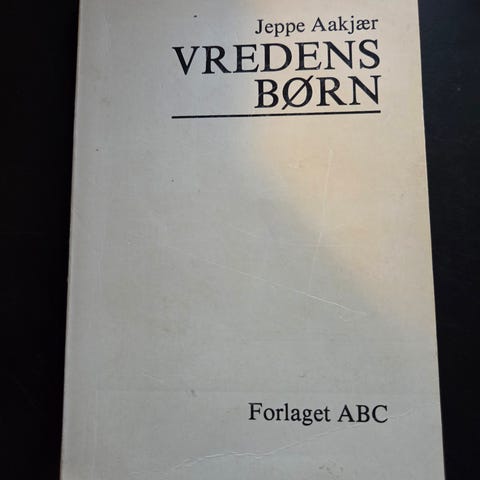 Jeppe Aakjær
VREDENS
BØRN
Forlaget ABC